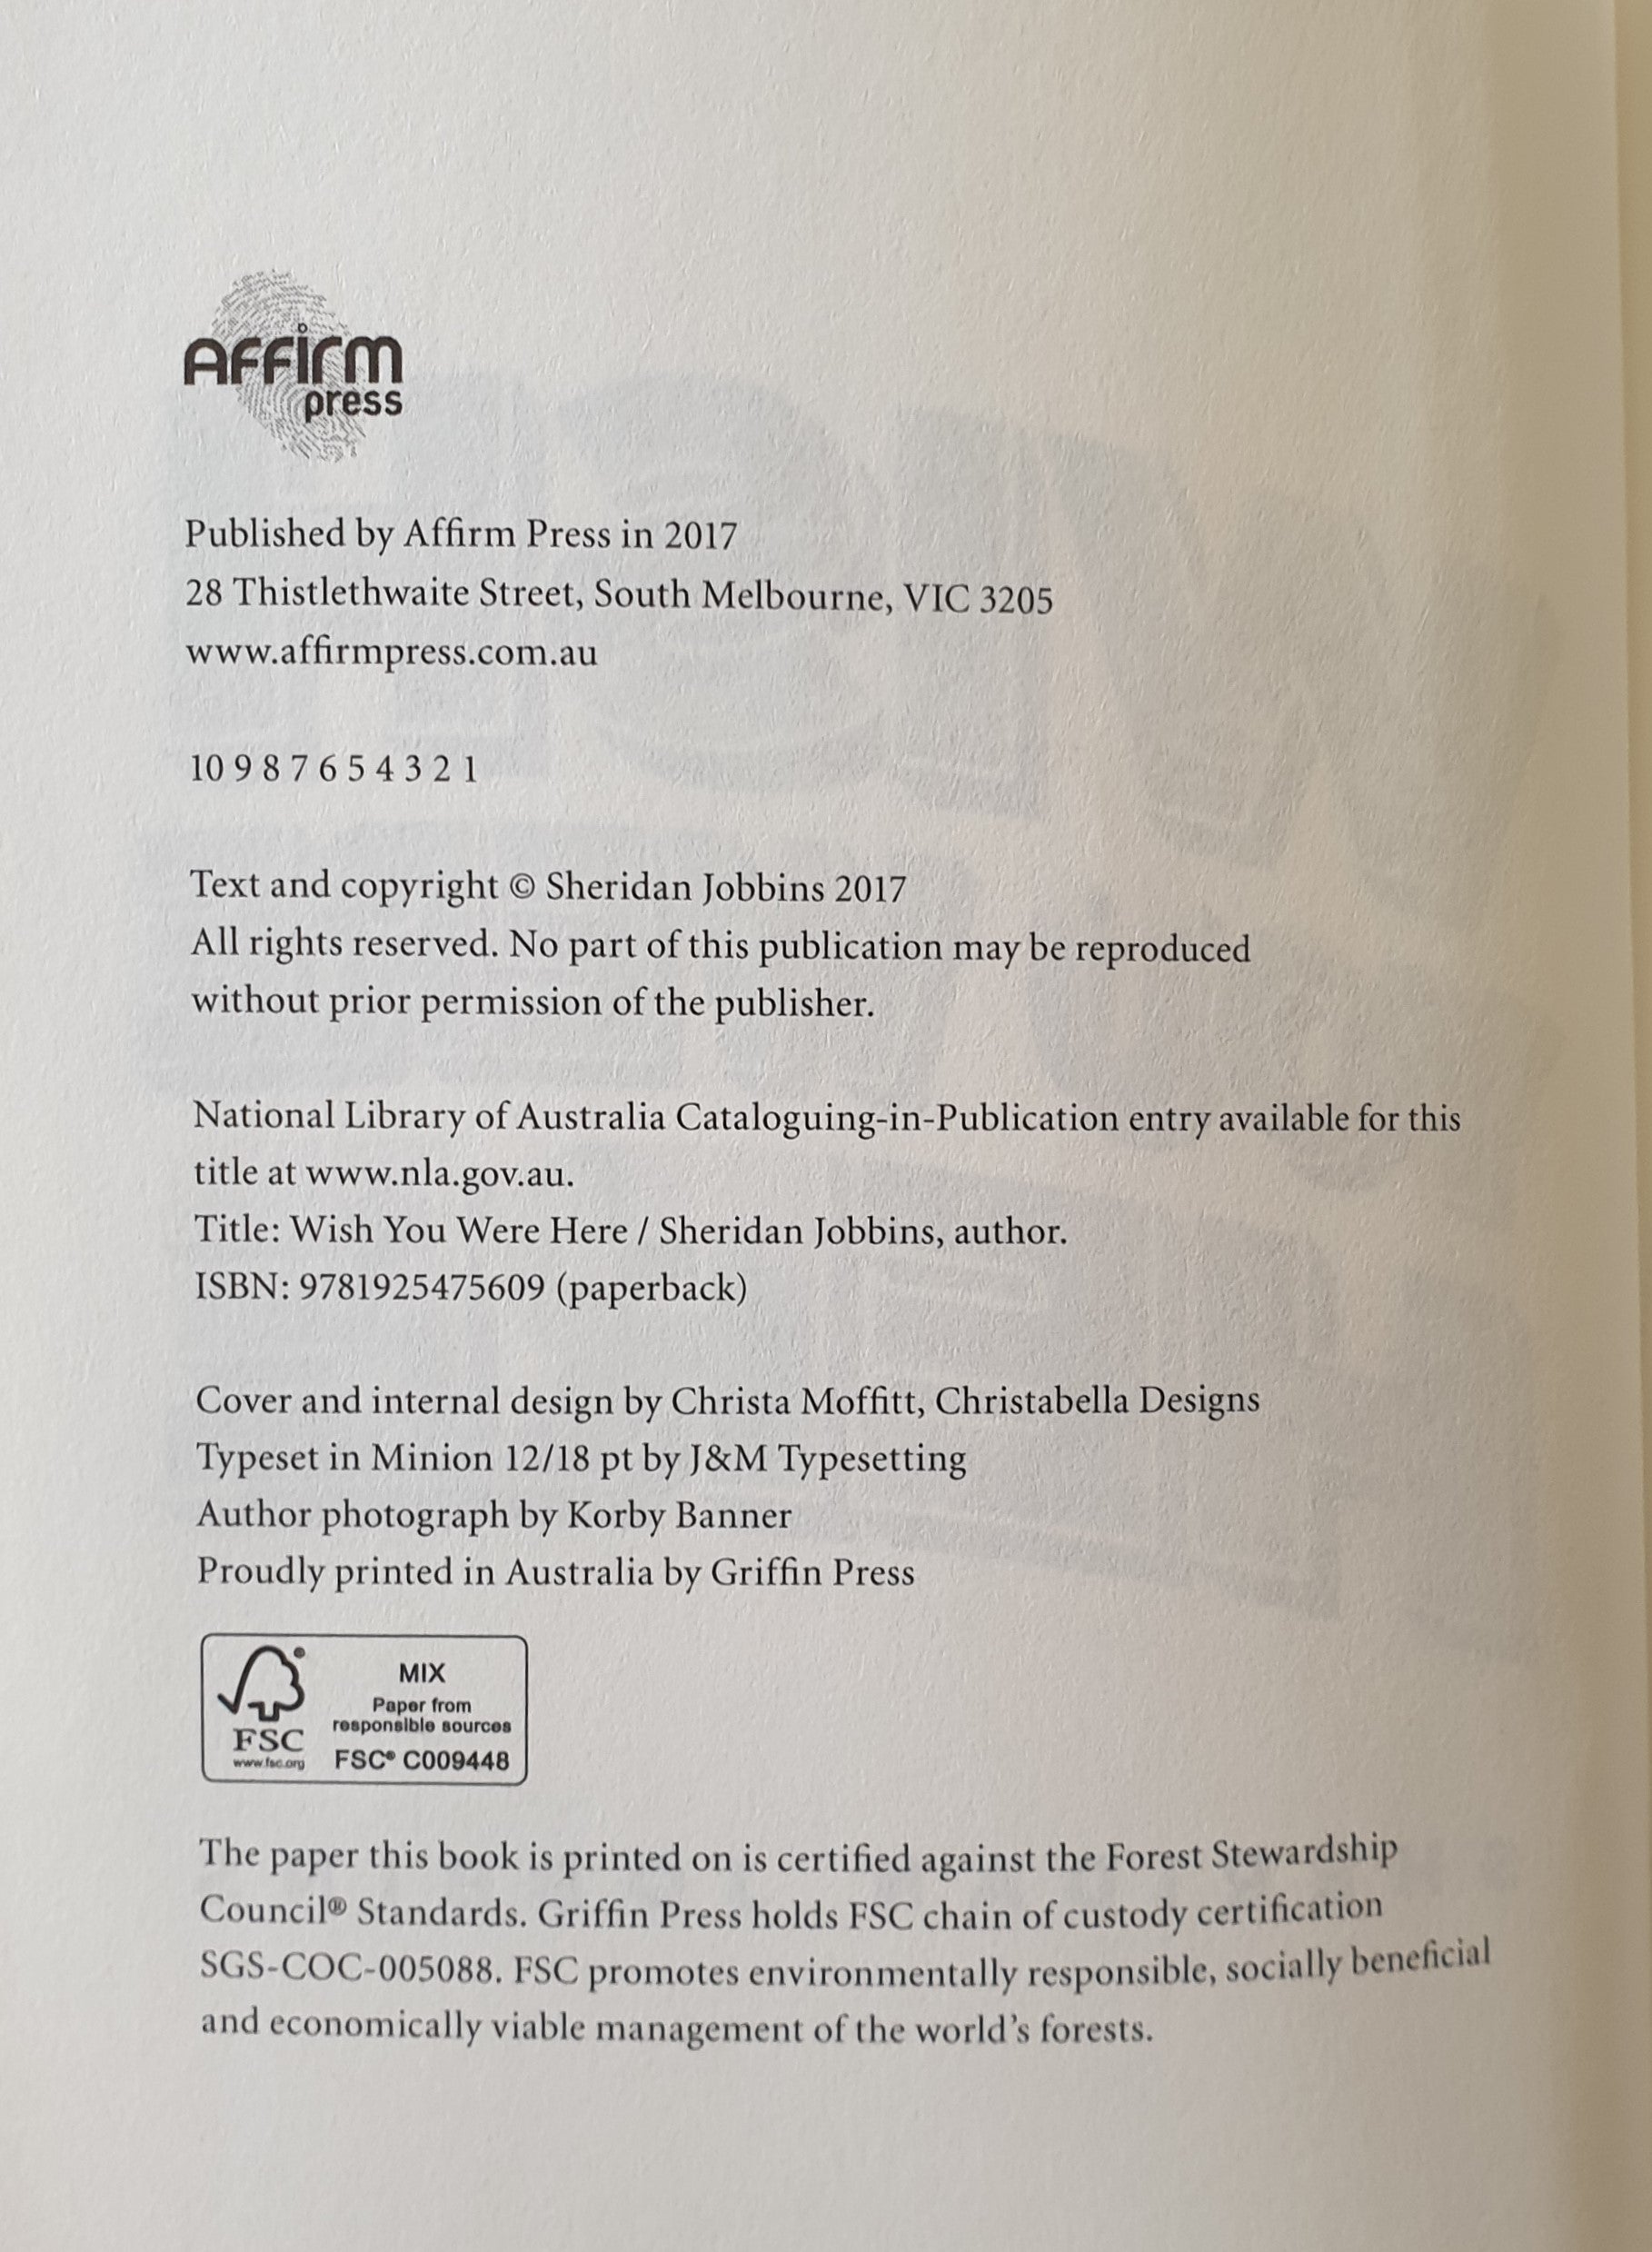 AFFirm
press
Published by Affirm Press in 2017
28 Thistlethwaite Street, South Melbourne, VIC 3205
www.affirmpress.com.au
10 9 8 7 6 5 4 3 2 1
Text and copyright © Sheridan Jobbins 2017
All rights reserved. No part of this publication may be reproduced
without prior permission of the publisher.
National Library of Australia Cataloguing-in-Publication entry available for this
title at www.nla.gov.au.
Title: Wish You Were Here / Sheridan Jobbins, author.
ISBN: 9781925475609 (paperback)
Cover and internal design by Christa Moffitt, Christabella Designs
Typeset in Minion 12/18 pt by J&M Typesetting
Author photograph by Korby Banner
Proudly printed in Australia by Griffin Press
FSC
www.fsc.org
MIX
Paper from
responsible sources
FSC® C009448
The paper this book is printed on is certified against the Forest Stewardship
Council® Standards. Griffin Press holds FSC chain of custody certification
SGS-COC-005088. FSC promotes environmentally responsible, socially beneficial
and economically viable management of the world's forests.